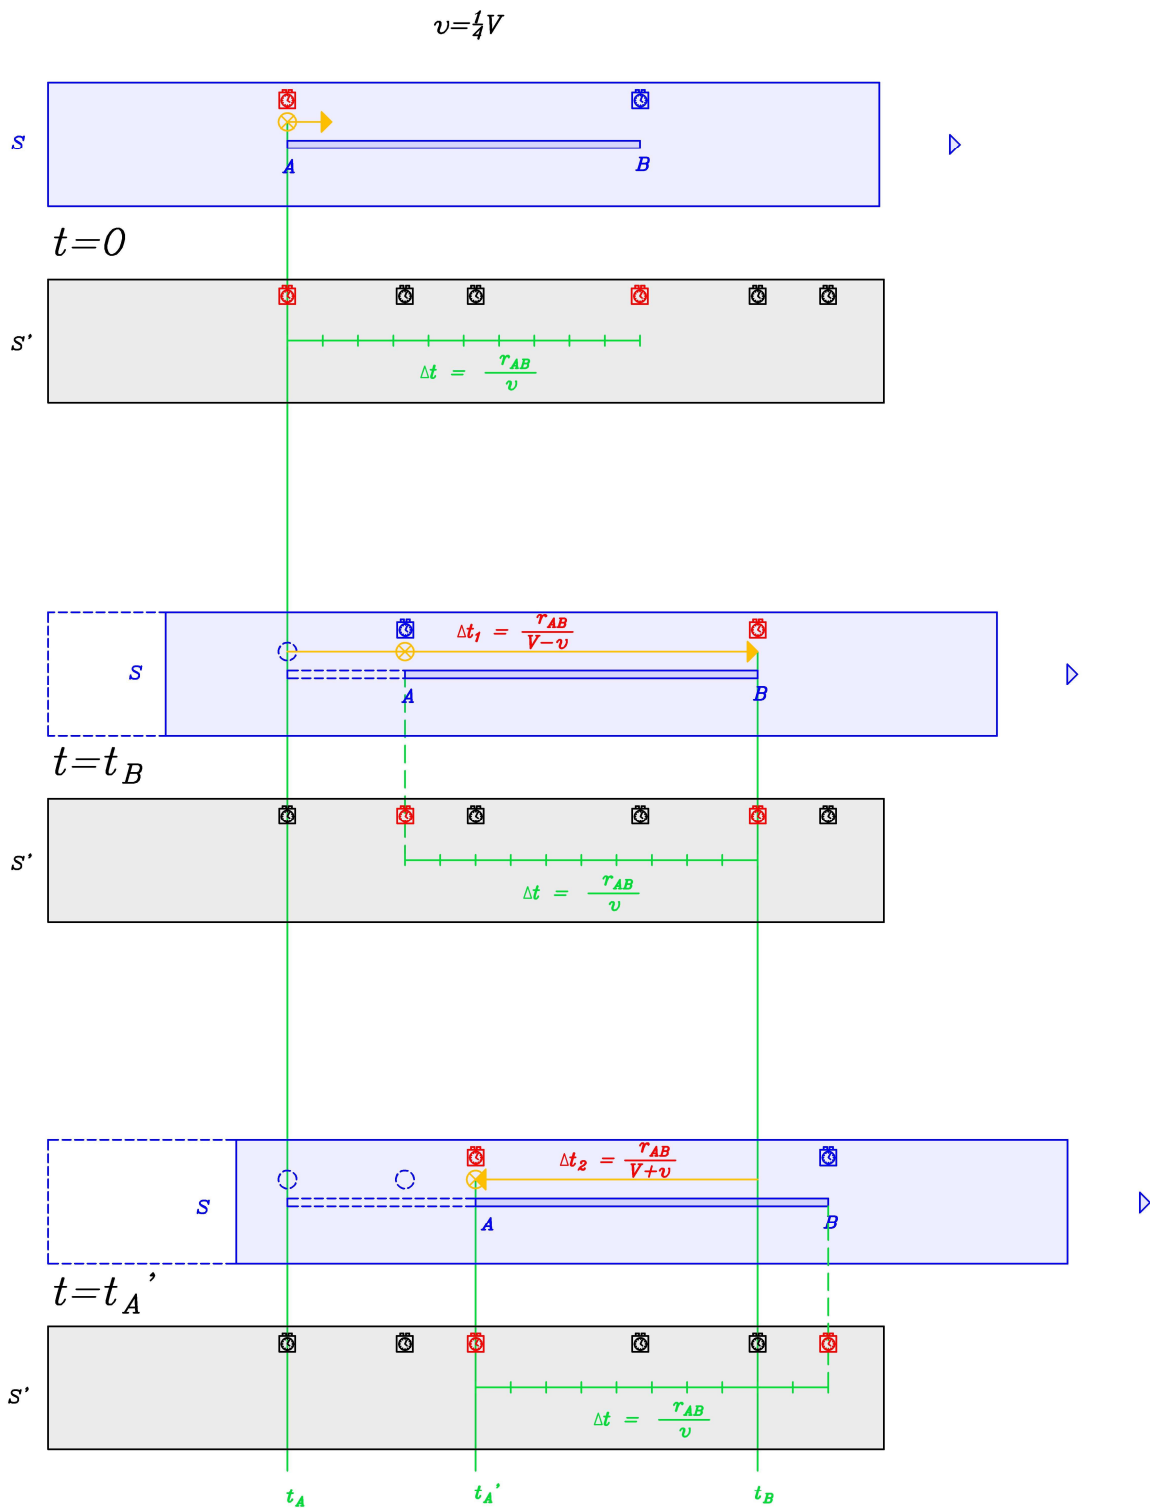 v=¼V
S
A B
t=0
S'
Δt = r_AB/v
Δt₁ = r_AB/V−v
S
A B
t=t_B
S'
Δt = r_AB/v
Δt₂ = r_AB/V+v
S
A B
t=t_A'
S'
Δt = r_AB/v
t_A t_A' t_B